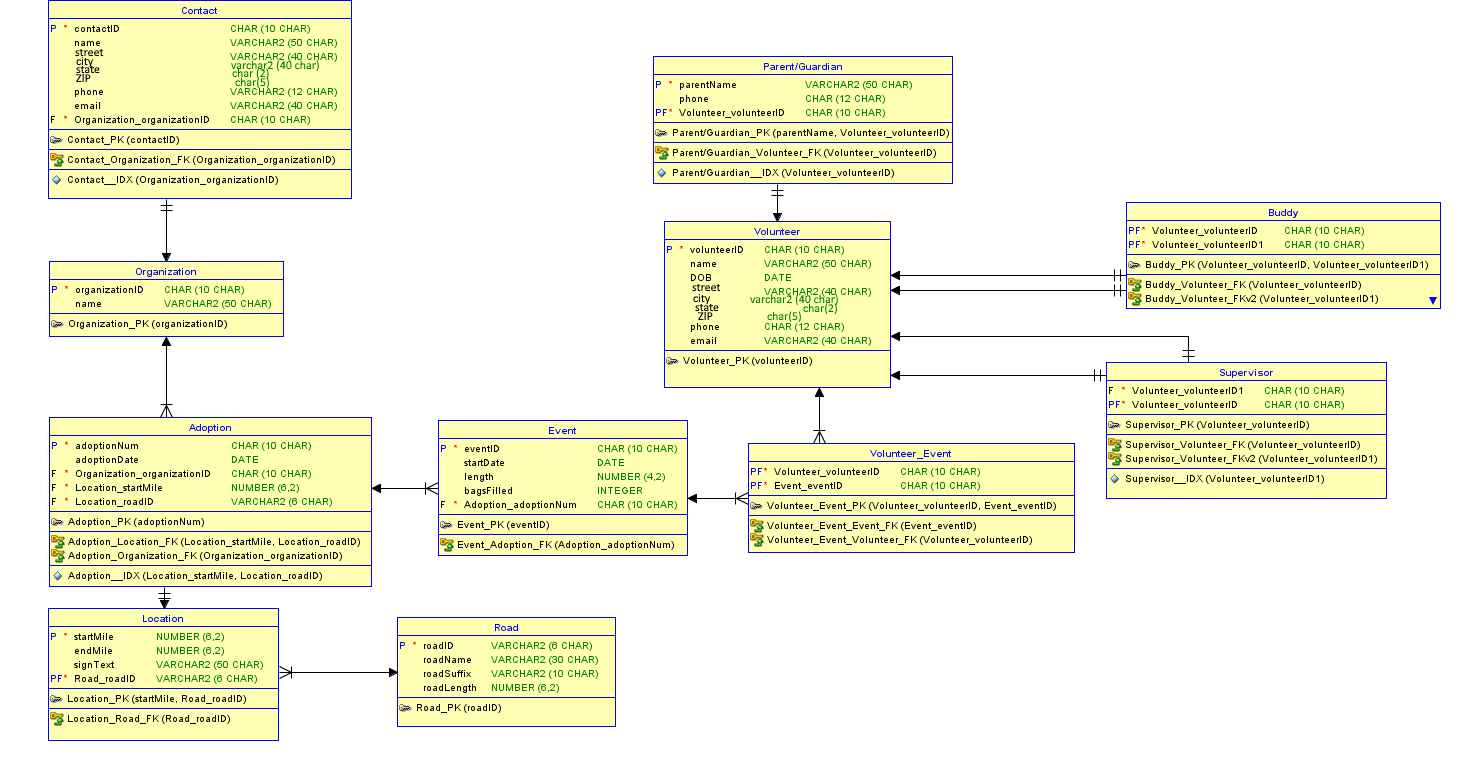 Contact
P * contactID CHAR (10 CHAR)
name VARCHAR2 (50 CHAR)
street VARCHAR2 (40 CHAR)
city varchar2 (40 char)
state char (2)
ZIP char(5)
phone VARCHAR2 (12 CHAR)
email VARCHAR2 (40 CHAR)
F * Organization_organizationID CHAR (10 CHAR)
Contact_PK (contactID)
Contact_Organization_FK (Organization_organizationID)
Contact__IDX (Organization_organizationID)
Parent/Guardian
P * parentName VARCHAR2 (50 CHAR)
phone CHAR (12 CHAR)
PF* Volunteer_volunteerID CHAR (10 CHAR)
Parent/Guardian_PK (parentName, Volunteer_volunteerID)
Parent/Guardian_Volunteer_FK (Volunteer_volunteerID)
Parent/Guardian__IDX (Volunteer_volunteerID)
Organization
P * organizationID CHAR (10 CHAR)
name VARCHAR2 (50 CHAR)
Organization_PK (organizationID)
Volunteer
P * volunteerID CHAR (10 CHAR)
name VARCHAR2 (50 CHAR)
DOB DATE
street VARCHAR2 (40 CHAR)
city varchar2 (40 char)
state char(2)
ZIP char(5)
phone CHAR (12 CHAR)
email VARCHAR2 (40 CHAR)
Volunteer_PK (volunteerID)
Buddy
PF* Volunteer_volunteerID CHAR (10 CHAR)
PF* Volunteer_volunteerID1 CHAR (10 CHAR)
Buddy_PK (Volunteer_volunteerID, Volunteer_volunteerID1)
Buddy_Volunteer_FK (Volunteer_volunteerID)
Buddy_Volunteer_FKv2 (Volunteer_volunteerID1)
Supervisor
F * Volunteer_volunteerID1 CHAR (10 CHAR)
PF* Volunteer_volunteerID CHAR (10 CHAR)
Supervisor_PK (Volunteer_volunteerID)
Supervisor_Volunteer_FK (Volunteer_volunteerID)
Supervisor_Volunteer_FKv2 (Volunteer_volunteerID1)
Supervisor__IDX (Volunteer_volunteerID1)
Adoption
P * adoptionNum CHAR (10 CHAR)
adoptionDate DATE
F * Organization_organizationID CHAR (10 CHAR)
F * Location_startMile NUMBER (6,2)
F * Location_roadID VARCHAR2 (6 CHAR)
Adoption_PK (adoptionNum)
Adoption_Location_FK (Location_startMile, Location_roadID)
Adoption_Organization_FK (Organization_organizationID)
Adoption__IDX (Location_startMile, Location_roadID)
Event
P * eventID CHAR (10 CHAR)
startDate DATE
length NUMBER (4,2)
bagsFilled INTEGER
F * Adoption_adoptionNum CHAR (10 CHAR)
Event_PK (eventID)
Event_Adoption_FK (Adoption_adoptionNum)
Volunteer_Event
PF* Volunteer_volunteerID CHAR (10 CHAR)
PF* Event_eventID CHAR (10 CHAR)
Volunteer_Event_PK (Volunteer_volunteerID, Event_eventID)
Volunteer_Event_Event_FK (Event_eventID)
Volunteer_Event_Volunteer_FK (Volunteer_volunteerID)
Location
P * startMile NUMBER (6,2)
endMile NUMBER (6,2)
signText VARCHAR2 (50 CHAR)
PF* Road_roadID VARCHAR2 (6 CHAR)
Location_PK (startMile, Road_roadID)
Location_Road_FK (Road_roadID)
Road
P * roadID VARCHAR2 (6 CHAR)
roadName VARCHAR2 (30 CHAR)
roadSuffix VARCHAR2 (10 CHAR)
roadLength NUMBER (6,2)
Road_PK (roadID)